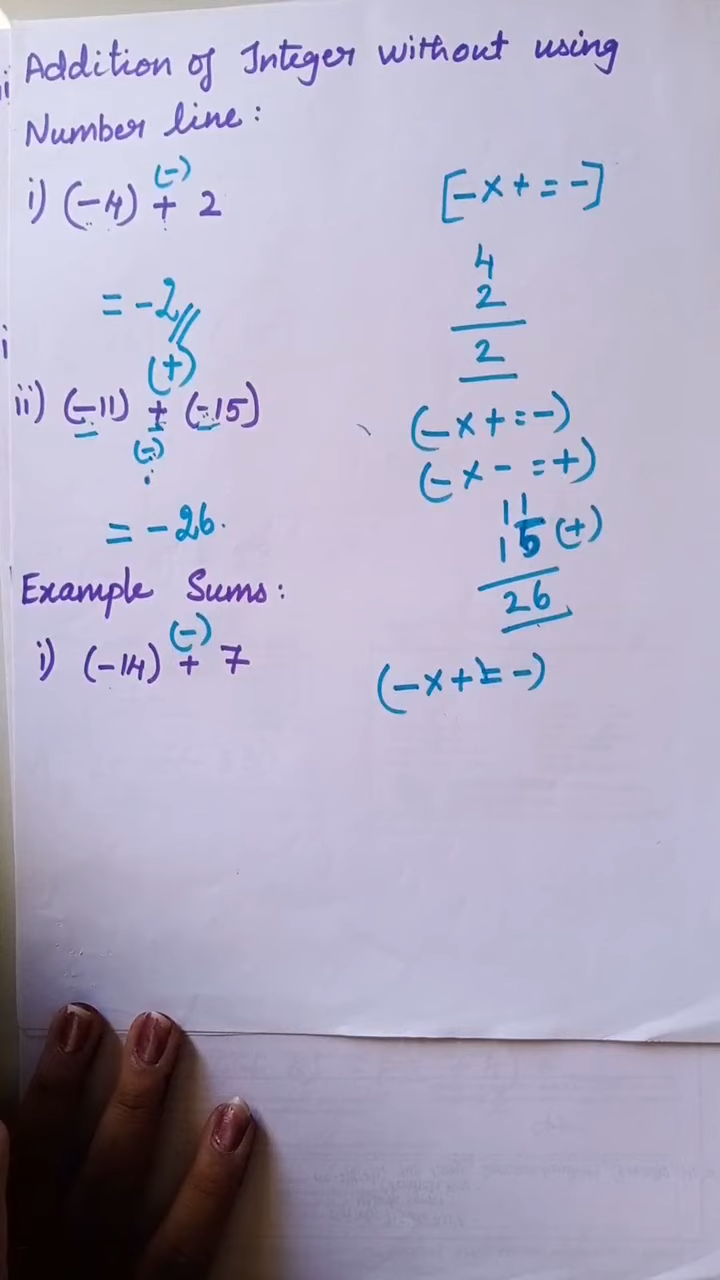 Addition of Integer without using
Number line:
(-)
i) (-4) + 2
[-x+=-]
4
2
2
= -2//
(+)
ii) (-11) + (-15)
(-)
(-x+=-)
(-x-=+)
11
15 (+)
26
= -26.
Example Sums:
(-)
i) (-14) + 7
(-x+=-)